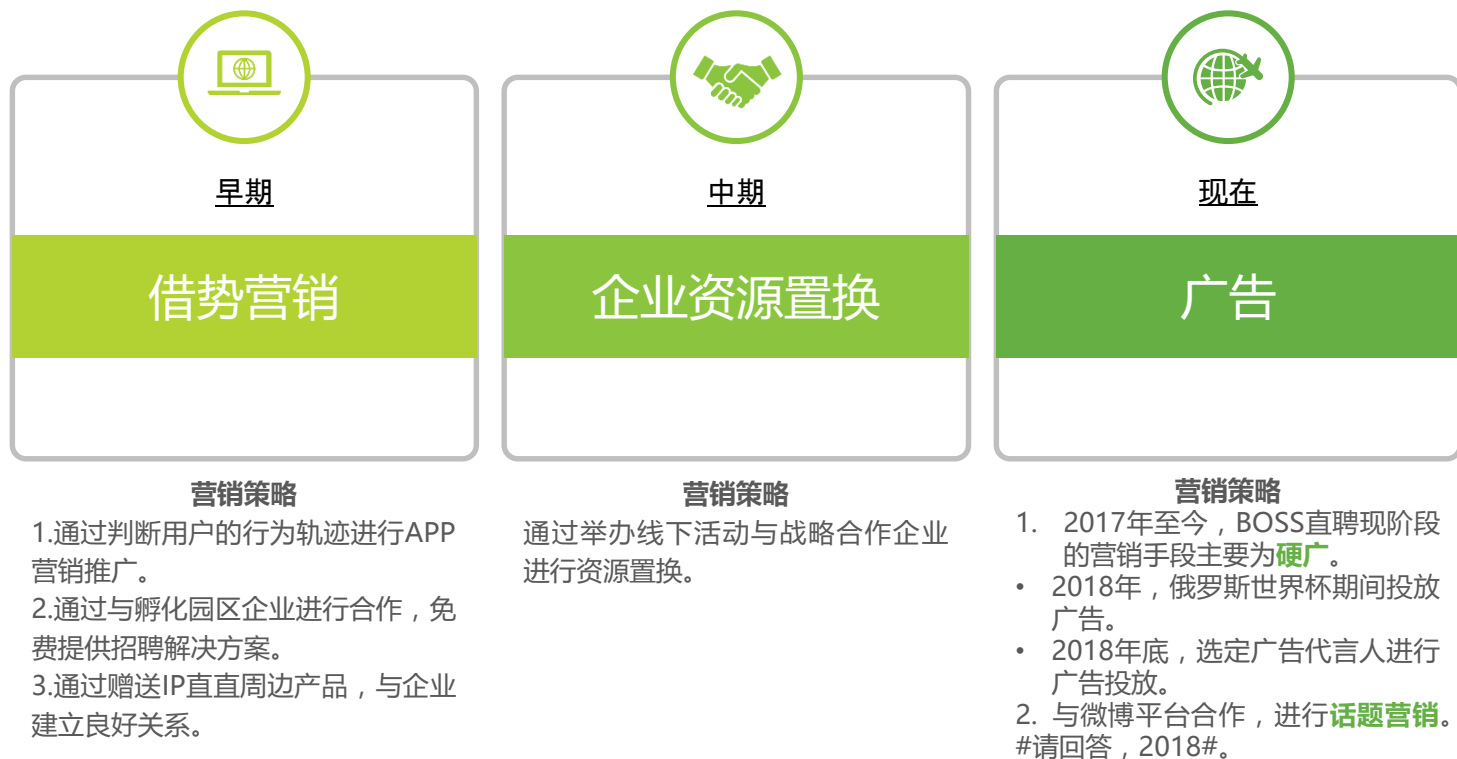 早期
借势营销
营销策略
1.通过判断用户的行为轨迹进行APP
营销推广。
2.通过与孵化园区企业进行合作，免
费提供招聘解决方案。
3.通过赠送IP直直周边产品，与企业
建立良好关系。
中期
企业资源置换
营销策略
通过举办线下活动与战略合作企业
进行资源置换。
现在
广告
营销策略
1. 2017年至今，BOSS直聘现阶段
的营销手段主要为硬广。
• 2018年，俄罗斯世界杯期间投放
广告。
• 2018年底，选定广告代言人进行
广告投放。
2. 与微博平台合作，进行话题营销。
#请回答，2018#。